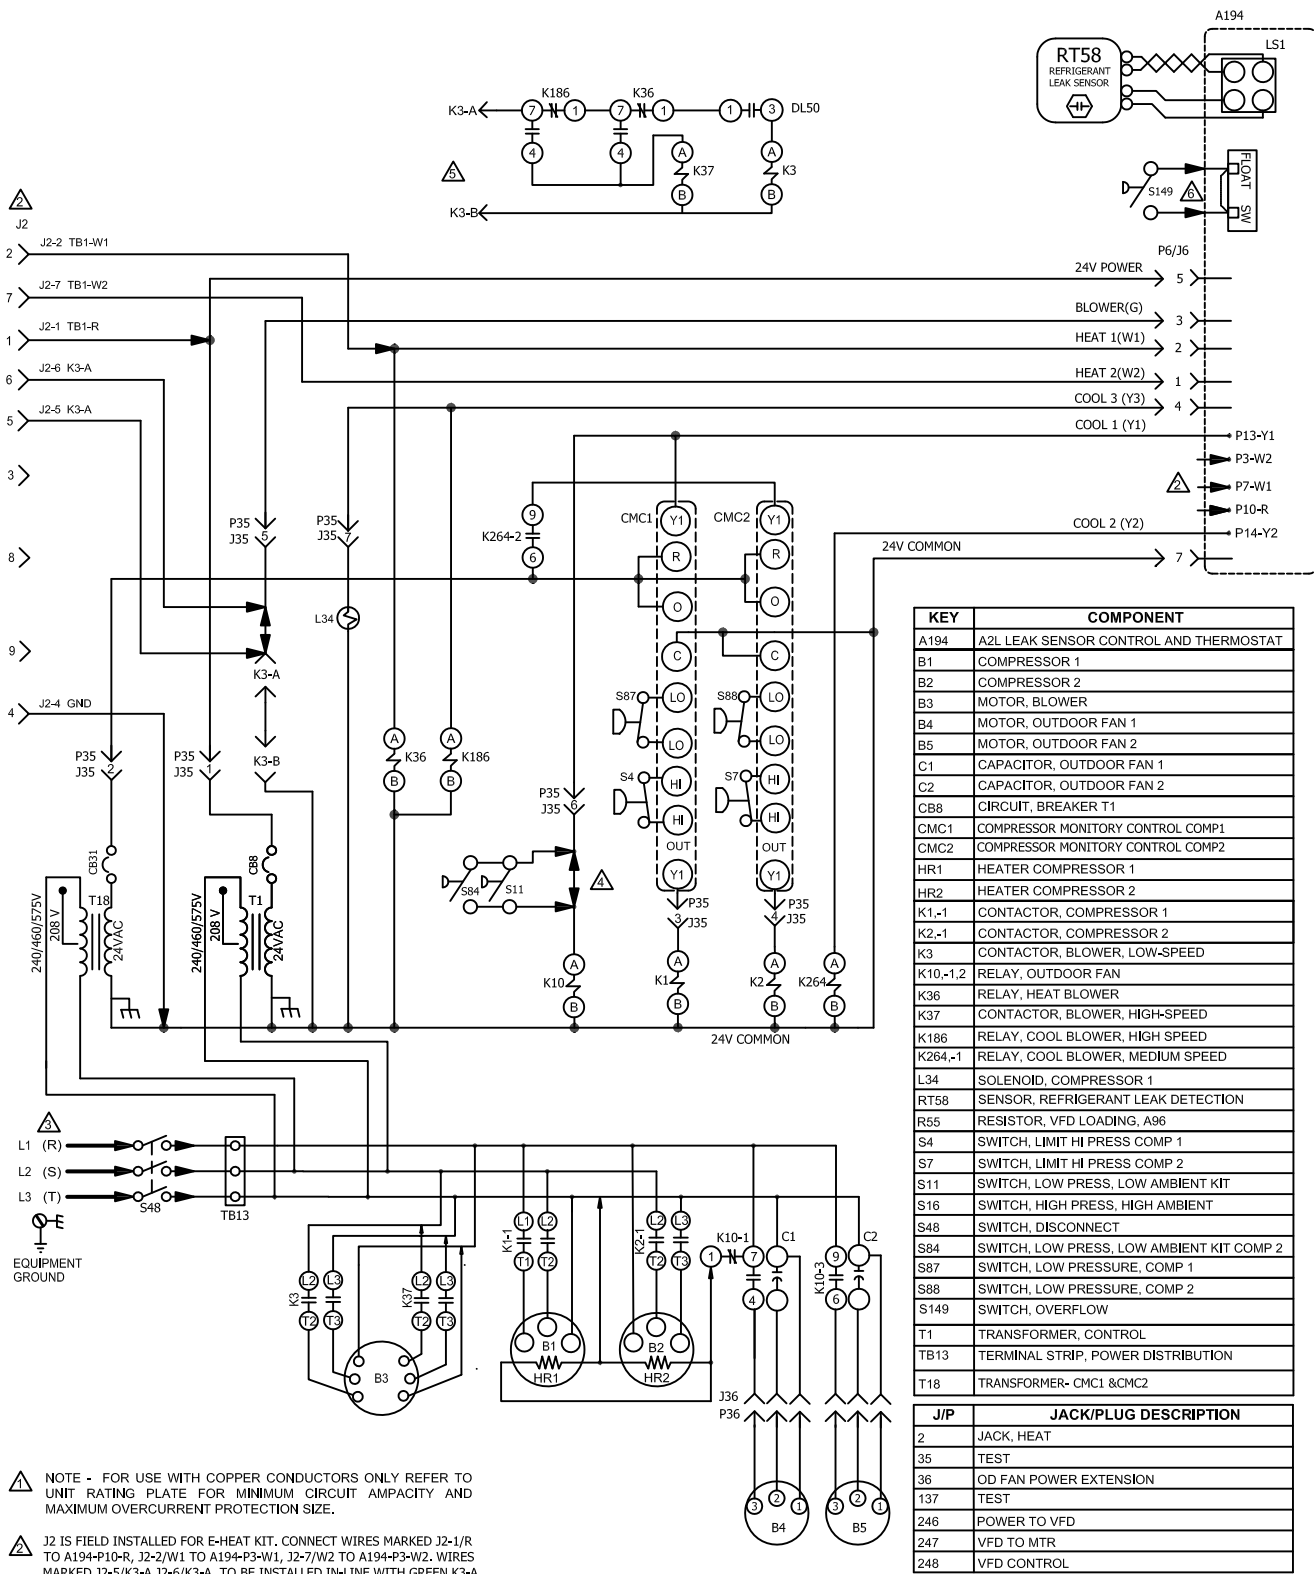 A194
LS1
RT58
REFRIGERANT
LEAK SENSOR
K186
K36
K3-A
7
1
7
1
1
3
DL50
4
4
A
A
K37
K3
B
B
5
K3-B
FLOAT
SW
S149
6
2
J2
P6/J6
2
J2-2 TB1-W1
24V POWER
5
7
J2-7 TB1-W2
BLOWER(G)
3
1
J2-1 TB1-R
HEAT 1(W1)
2
6
J2-6 K3-A
HEAT 2(W2)
1
5
J2-5 K3-A
COOL 3 (Y3)
4
COOL 1 (Y1)
P13-Y1
3
P3-W2
2
P7-W1
P10-R
P35
J35
5
P35
J35
7
9
K264-2
6
CMC1
Y1
CMC2
Y1
COOL 2 (Y2)
P14-Y2
8
R
R
24V COMMON
7
O
O
L34
9
C
C
K3-A
S87
LO
S88
LO
4
J2-4 GND
LO
LO
P35
J35
2
P35
J35
1
K3-B
A
K36
A
K186
B
B
S4
HI
S7
HI
P35
J35
6
HI
HI
OUT
OUT
CB31
CB8
S84
S11
4
Y1
Y1
P35
3
J35
P35
4
J35
240/460/575V
208 V
T18
24VAC
240/460/575V
208 V
T1
24VAC
A
K10
B
A
K1
B
A
K2
B
A
K264
B
24V COMMON
3
L1 (R)
L2 (S)
L3 (T)
S48
TB13
EQUIPMENT
GROUND
L1
L2
K1-1
T1
T2
L2
L3
K2-1
T2
T3
1
K10-1
7
C1
9
C2
4
K10-3
6
L2
L3
K3
T2
T3
L2
L3
K37
T2
T3
B3
B1
HR1
B2
HR2
J36
P36
3
2
1
B4
3
2
1
B5
KEY COMPONENT
A194 A2L LEAK SENSOR CONTROL AND THERMOSTAT
B1 COMPRESSOR 1
B2 COMPRESSOR 2
B3 MOTOR, BLOWER
B4 MOTOR, OUTDOOR FAN 1
B5 MOTOR, OUTDOOR FAN 2
C1 CAPACITOR, OUTDOOR FAN 1
C2 CAPACITOR, OUTDOOR FAN 2
CB8 CIRCUIT, BREAKER T1
CMC1 COMPRESSOR MONITORY CONTROL COMP1
CMC2 COMPRESSOR MONITORY CONTROL COMP2
HR1 HEATER COMPRESSOR 1
HR2 HEATER COMPRESSOR 2
K1,-1 CONTACTOR, COMPRESSOR 1
K2,-1 CONTACTOR, COMPRESSOR 2
K3 CONTACTOR, BLOWER, LOW-SPEED
K10,-1,2 RELAY, OUTDOOR FAN
K36 RELAY, HEAT BLOWER
K37 CONTACTOR, BLOWER, HIGH-SPEED
K186 RELAY, COOL BLOWER, HIGH SPEED
K264,-1 RELAY, COOL BLOWER, MEDIUM SPEED
L34 SOLENOID, COMPRESSOR 1
RT58 SENSOR, REFRIGERANT LEAK DETECTION
R55 RESISTOR, VFD LOADING, A96
S4 SWITCH, LIMIT HI PRESS COMP 1
S7 SWITCH, LIMIT HI PRESS COMP 2
S11 SWITCH, LOW PRESS, LOW AMBIENT KIT
S16 SWITCH, HIGH PRESS, HIGH AMBIENT
S48 SWITCH, DISCONNECT
S84 SWITCH, LOW PRESS, LOW AMBIENT KIT COMP 2
S87 SWITCH, LOW PRESSURE, COMP 1
S88 SWITCH, LOW PRESSURE, COMP 2
S149 SWITCH, OVERFLOW
T1 TRANSFORMER, CONTROL
TB13 TERMINAL STRIP, POWER DISTRIBUTION
T18 TRANSFORMER- CMC1 &CMC2
J/P JACK/PLUG DESCRIPTION
2 JACK, HEAT
35 TEST
36 OD FAN POWER EXTENSION
137 TEST
246 POWER TO VFD
247 VFD TO MTR
248 VFD CONTROL
1 NOTE - FOR USE WITH COPPER CONDUCTORS ONLY REFER TO
UNIT RATING PLATE FOR MINIMUM CIRCUIT AMPACITY AND
MAXIMUM OVERCURRENT PROTECTION SIZE.
2 J2 IS FIELD INSTALLED FOR E-HEAT KIT. CONNECT WIRES MARKED J2-1/R
TO A194-P10-R, J2-2/W1 TO A194-P3-W1, J2-7/W2 TO A194-P3-W2. WIRES
MARKED J2-5/K3-A J2-6/K3-A TO BE INSTALLED IN-LINE WITH GREEN K3-A